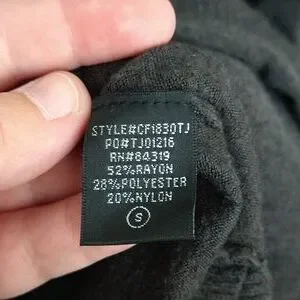 STYLE#CF1830TJ
PO#TJ01216
RN#84319
52%RAYON
28%POLYESTER
20%NYLON
S